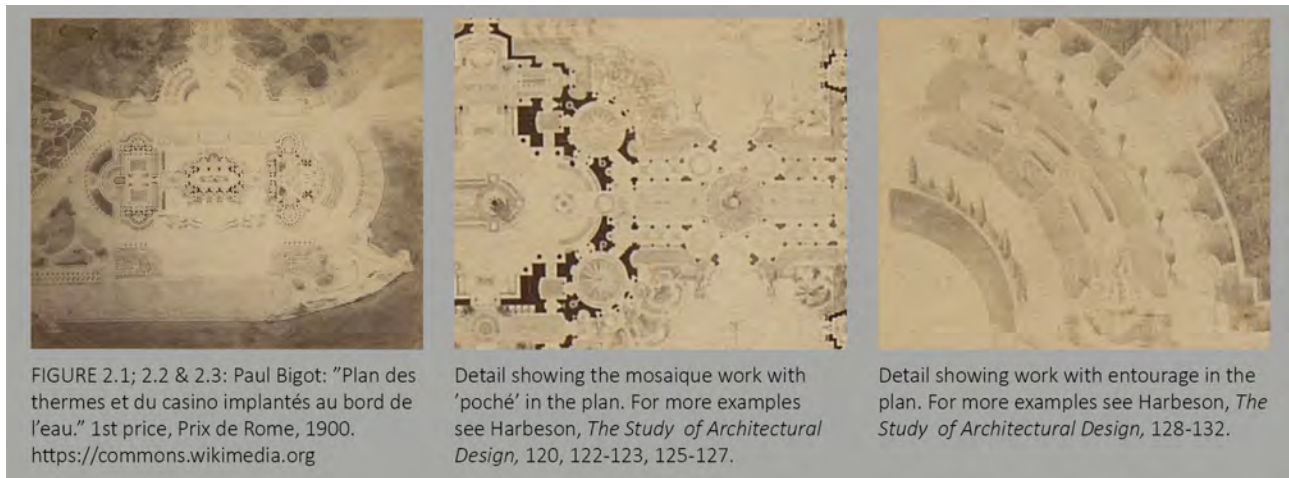 FIGURE 2.1; 2.2 & 2.3: Paul Bigot: ”Plan des
thermes et du casino implantés au bord de
l’eau.” 1st price, Prix de Rome, 1900.
https://commons.wikimedia.org
Detail showing the mosaique work with
’poché’ in the plan. For more examples
see Harbeson, The Study of Architectural
Design, 120, 122-123, 125-127.
Detail showing work with entourage in the
plan. For more examples see Harbeson, The
Study of Architectural Design, 128-132.